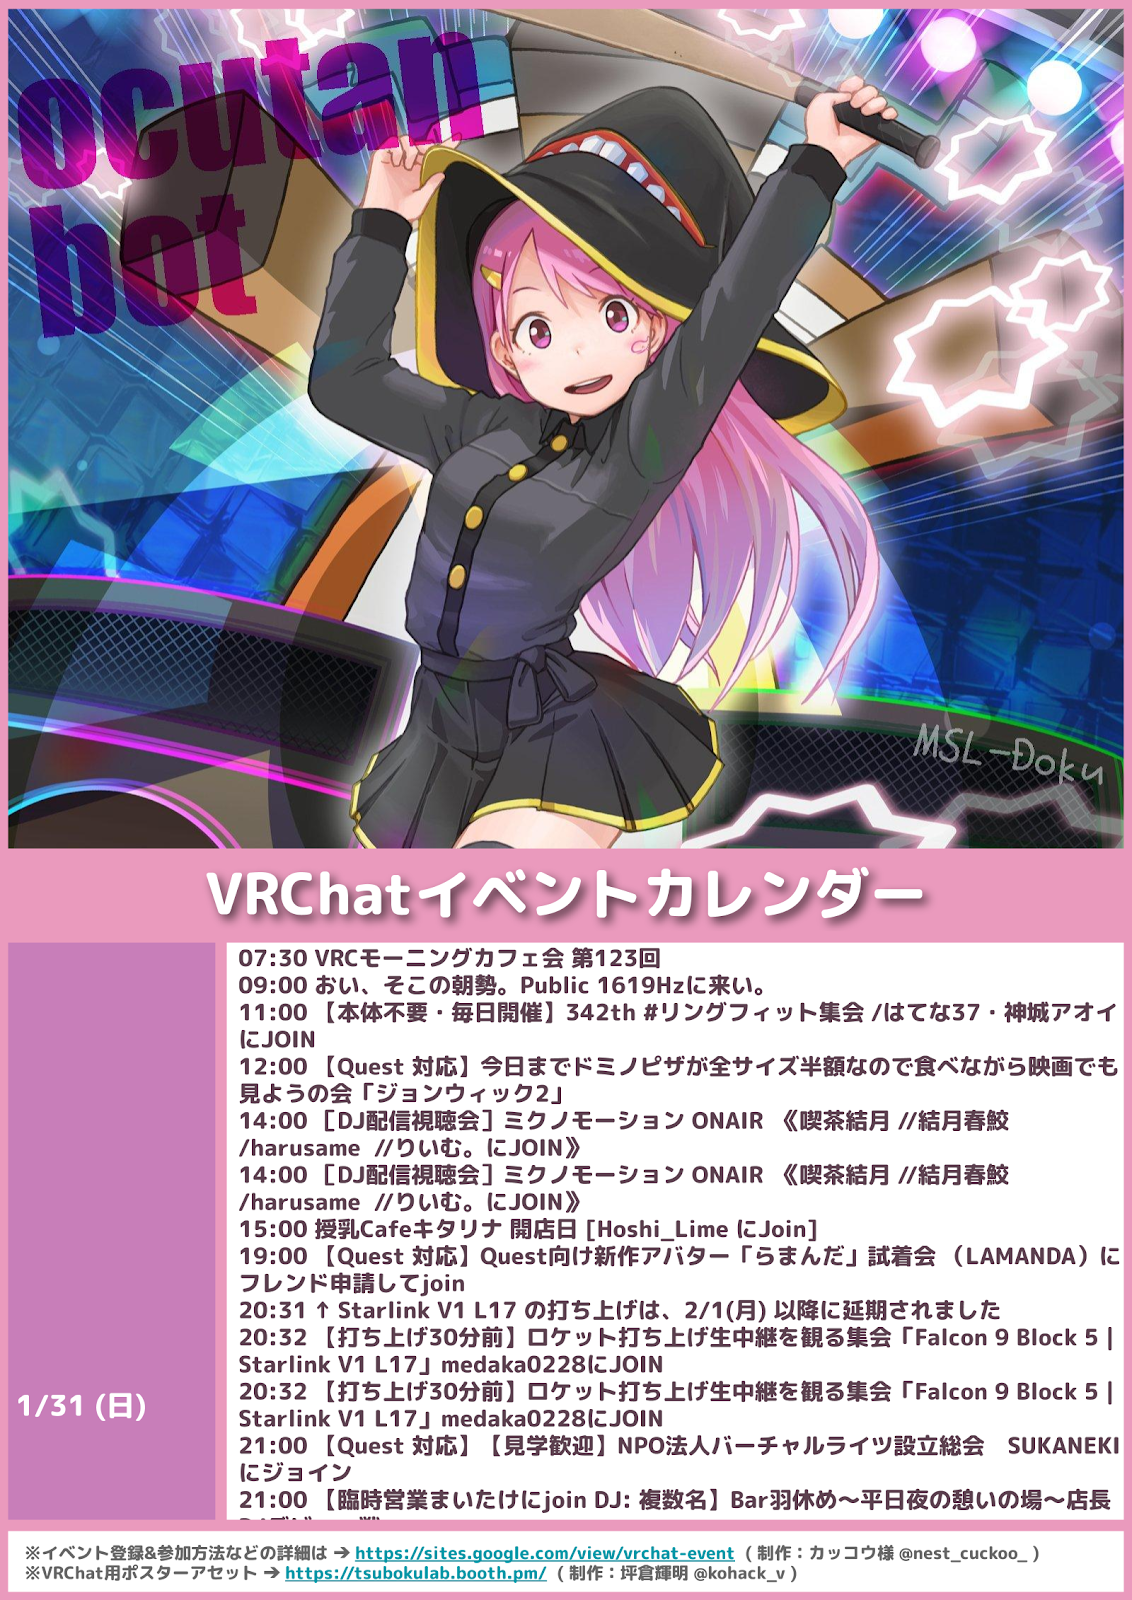 ocutan
bot
MSL-Doku
VRChatイベントカレンダー
07:30 VRCモーニングカフェ会 第123回
09:00 おい、そこの朝勢。Public 1619Hzに来い。
11:00 【本体不要・毎日開催】342th #リングフィット集会 /はてな37・神城アオイ
にJOIN
12:00 【Quest 対応】今日までドミノピザが全サイズ半額なので食べながら映画でも
見ようの会「ジョンウィック2」
14:00 ［DJ配信視聴会］ミクノモーション ONAIR 《喫茶結月 //結月春鮫
/harusame //りいむ。にJOIN》
14:00 ［DJ配信視聴会］ミクノモーション ONAIR 《喫茶結月 //結月春鮫
/harusame //りいむ。にJOIN》
15:00 授乳Cafeキタリナ 開店日 [Hoshi_Lime にJoin]
19:00 【Quest 対応】Quest向け新作アバター「らまんだ」試着会 （LAMANDA）に
フレンド申請してjoin
20:31 ↑ Starlink V1 L17 の打ち上げは、2/1(月) 以降に延期されました
20:32 【打ち上げ30分前】ロケット打ち上げ生中継を観る集会「Falcon 9 Block 5 |
Starlink V1 L17」medaka0228にJOIN
20:32 【打ち上げ30分前】ロケット打ち上げ生中継を観る集会「Falcon 9 Block 5 |
Starlink V1 L17」medaka0228にJOIN
1/31 (日)
21:00 【Quest 対応】【見学歓迎】NPO法人バーチャルライツ設立総会　SUKANEKI
にジョイン
21:00 【臨時営業まいたけにjoin DJ: 複数名】Bar羽休め～平日夜の憩いの場～店長
※イベント登録&参加方法などの詳細は → https://sites.google.com/view/vrchat-event ( 制作：カッコウ様 @nest_cuckoo_ )
※VRChat用ポスターアセット → https://tsubokulab.booth.pm/ ( 制作：坪倉輝明 @kohack_v )